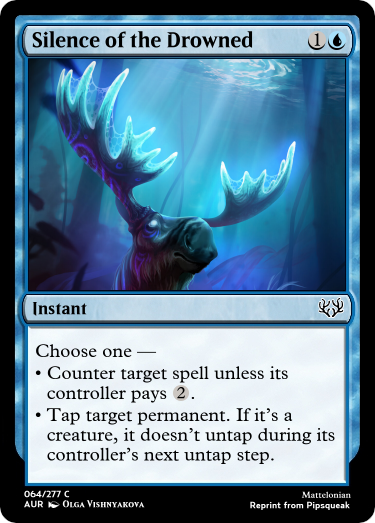 Silence of the Drowned 1
Instant
Choose one —
• Counter target spell unless its
controller pays 2.
• Tap target permanent. If it's a
creature, it doesn't untap during its
controller's next untap step.
064/277 C
Mattelonian
AUR Olga Vishnyakova
Reprint from Pipsqueak